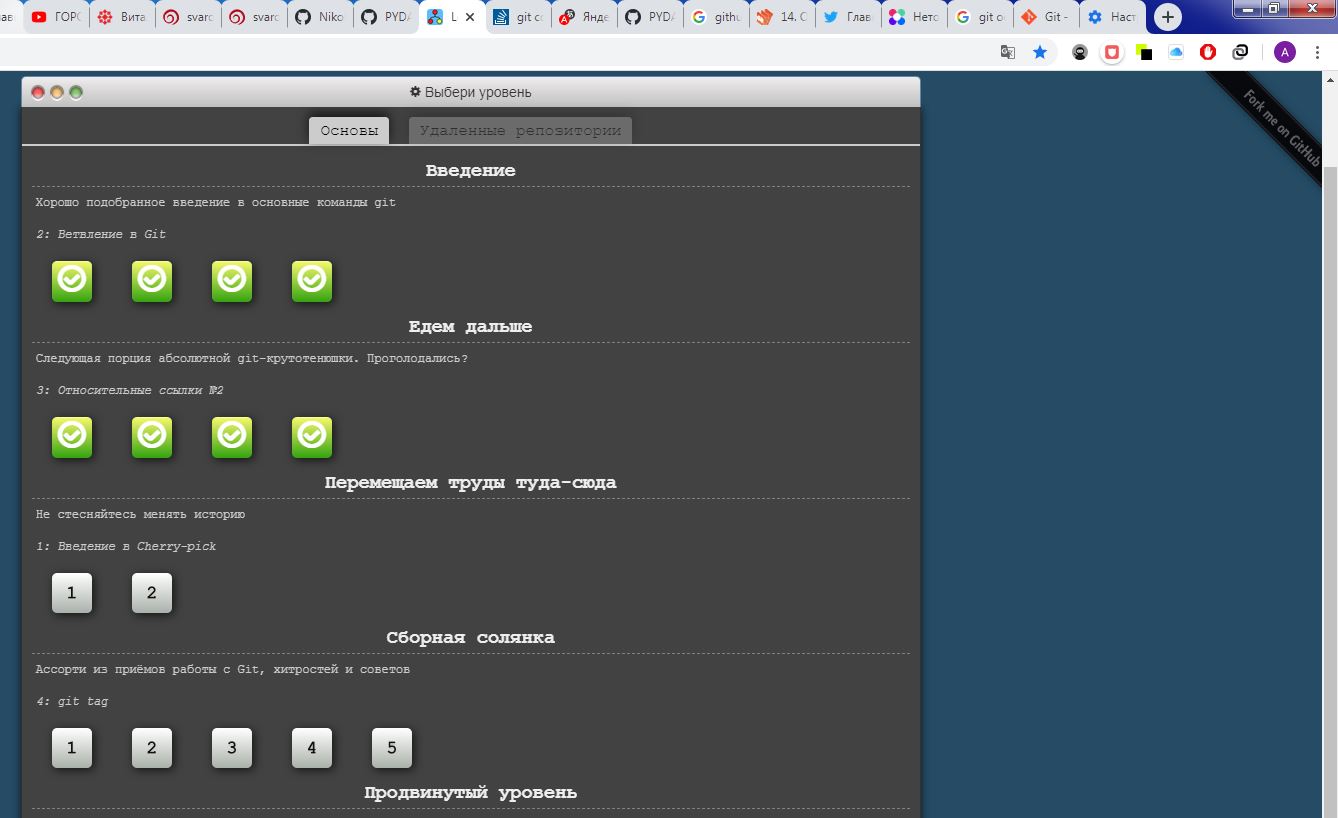 ГОРС
Вита
svarc
svarc
Niko
PYDA
L
git co
Янде
PYDA
githu
14. С
Глав
Нето
git o
Git -
Наст
A
Выбери уровень
Fork me on GitHub
Основы
Удаленные репозитории
Введение
Хорошо подобранное введение в основные команды git
2: Ветвление в Git
Едем дальше
Следующая порция абсолютной git-крутотенюшки. Проголодались?
3: Относительные ссылки №2
Перемещаем труды туда-сюда
Не стесняйтесь менять историю
1: Введение в Cherry-pick
1 2
Сборная солянка
Ассорти из приёмов работы с Git, хитростей и советов
4: git tag
1 2 3 4 5
Продвинутый уровень